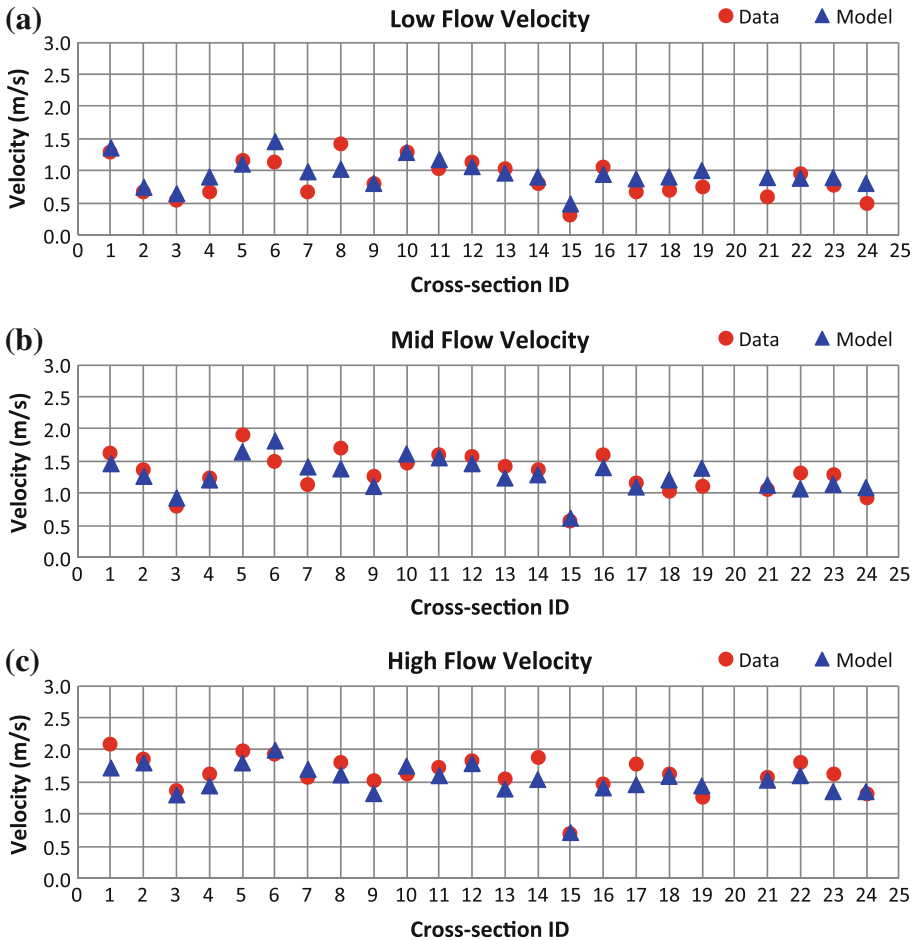 (a) Low Flow Velocity Data Model
3.0
2.5
2.0
1.5
1.0
0.5
0.0
Velocity (m/s)
0 1 2 3 4 5 6 7 8 9 10 11 12 13 14 15 16 17 18 19 20 21 22 23 24 25
Cross-section ID
(b) Mid Flow Velocity Data Model
3.0
2.5
2.0
1.5
1.0
0.5
0.0
Velocity (m/s)
0 1 2 3 4 5 6 7 8 9 10 11 12 13 14 15 16 17 18 19 20 21 22 23 24 25
Cross-section ID
(c) High Flow Velocity Data Model
3.0
2.5
2.0
1.5
1.0
0.5
0.0
Velocity (m/s)
0 1 2 3 4 5 6 7 8 9 10 11 12 13 14 15 16 17 18 19 20 21 22 23 24 25
Cross-section ID